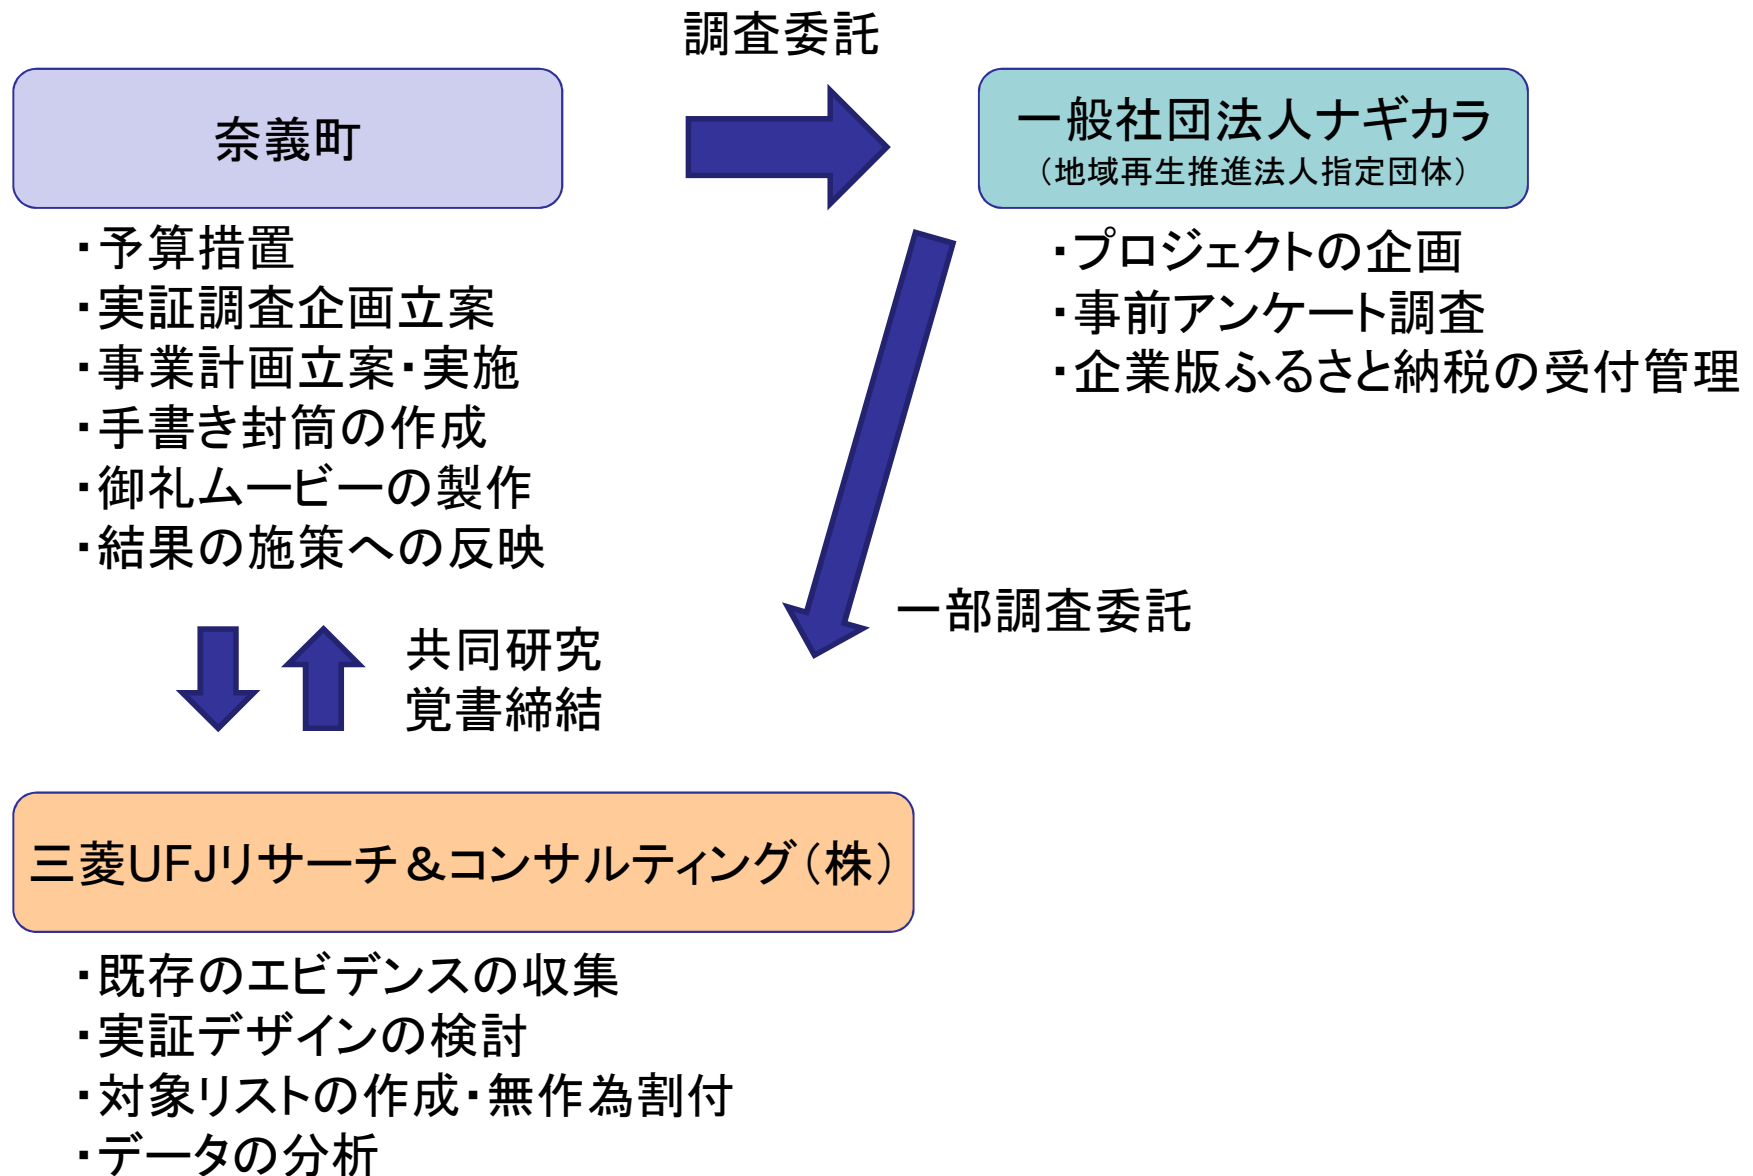 調査委託
奈義町
一般社団法人ナギカラ
（地域再生推進法人指定団体）
・予算措置
・実証調査企画立案
・事業計画立案・実施
・手書き封筒の作成
・御礼ムービーの製作
・結果の施策への反映
・プロジェクトの企画
・事前アンケート調査
・企業版ふるさと納税の受付管理
一部調査委託
共同研究
覚書締結
三菱UFJリサーチ＆コンサルティング（株）
・既存のエビデンスの収集
・実証デザインの検討
・対象リストの作成・無作為割付
・データの分析